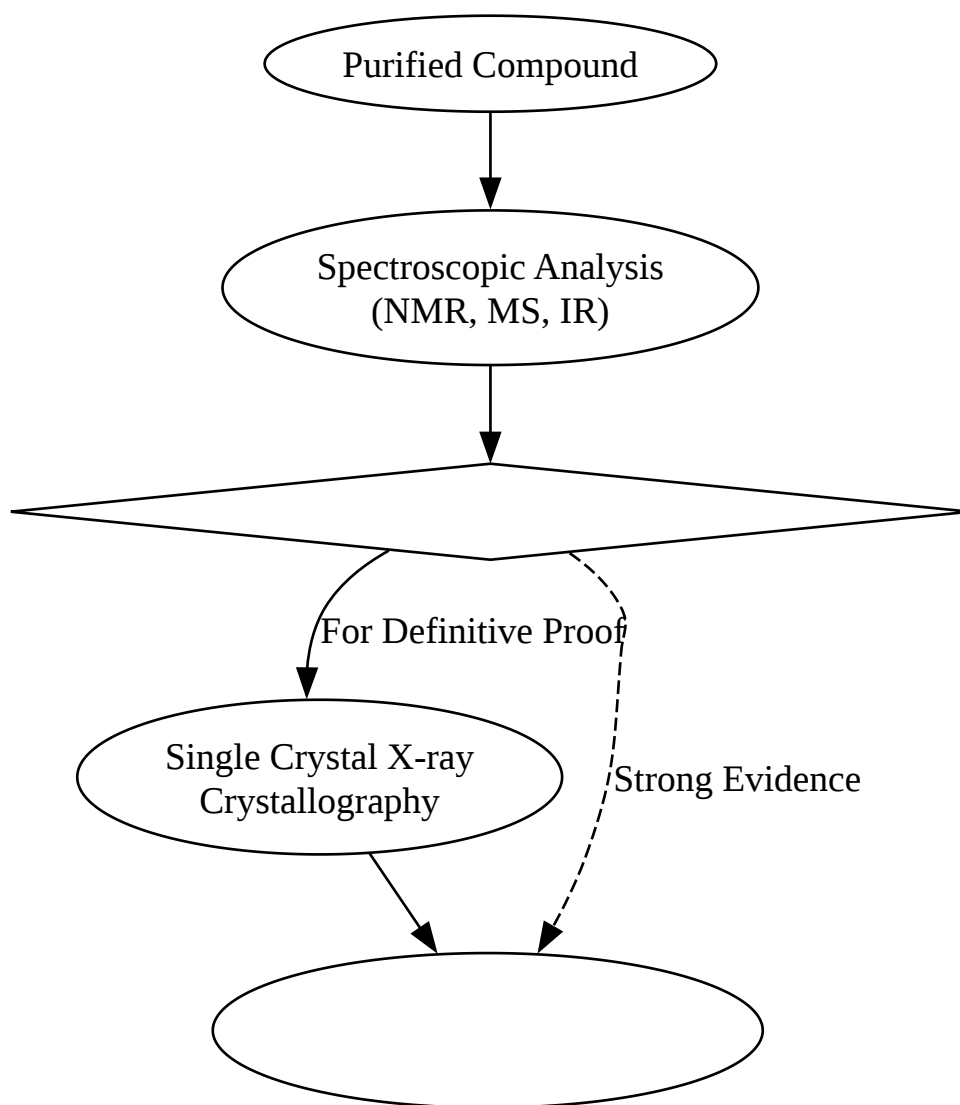 Purified Compound
Spectroscopic Analysis
(NMR, MS, IR)
For Definitive Proof
Single Crystal X-ray
Crystallography
Strong Evidence